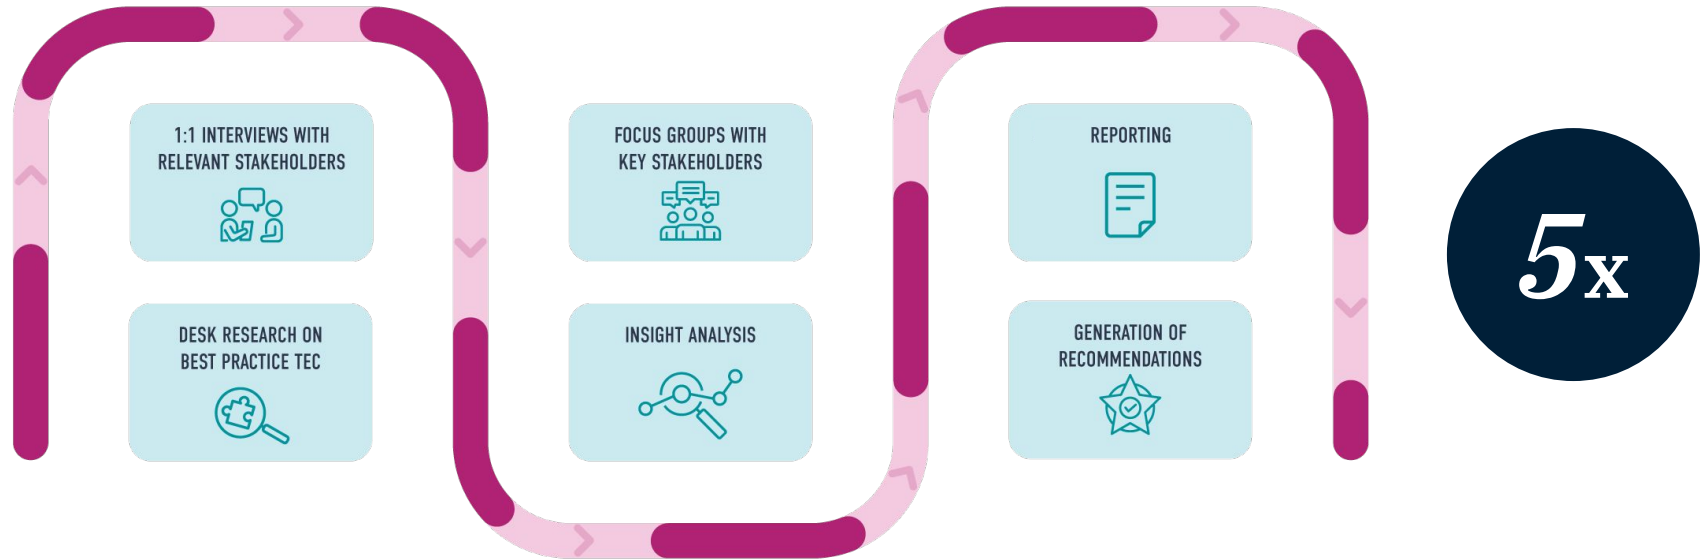 1:1 INTERVIEWS WITH
RELEVANT STAKEHOLDERS
DESK RESEARCH ON
BEST PRACTICE TEC
FOCUS GROUPS WITH
KEY STAKEHOLDERS
INSIGHT ANALYSIS
REPORTING
GENERATION OF
RECOMMENDATIONS
5x